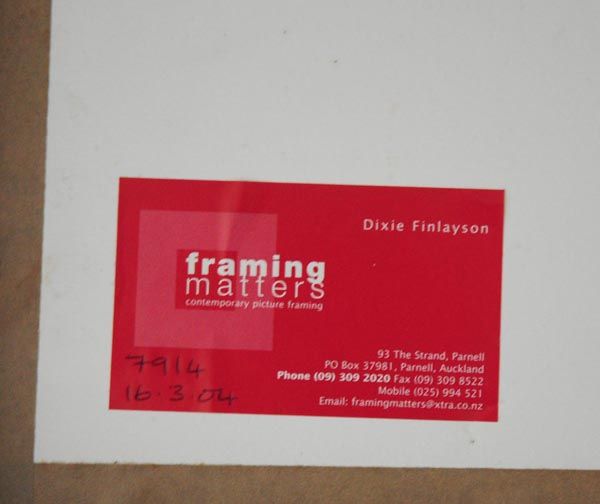 Dixie Finlayson
framing
matters
contemporary picture framing
93 The Strand, Parnell
PO Box 37981, Parnell, Auckland
Phone (09) 309 2020 Fax (09) 309 8522
Mobile (025) 994 521
Email: framingmatters@xtra.co.nz
7914
16.3.04